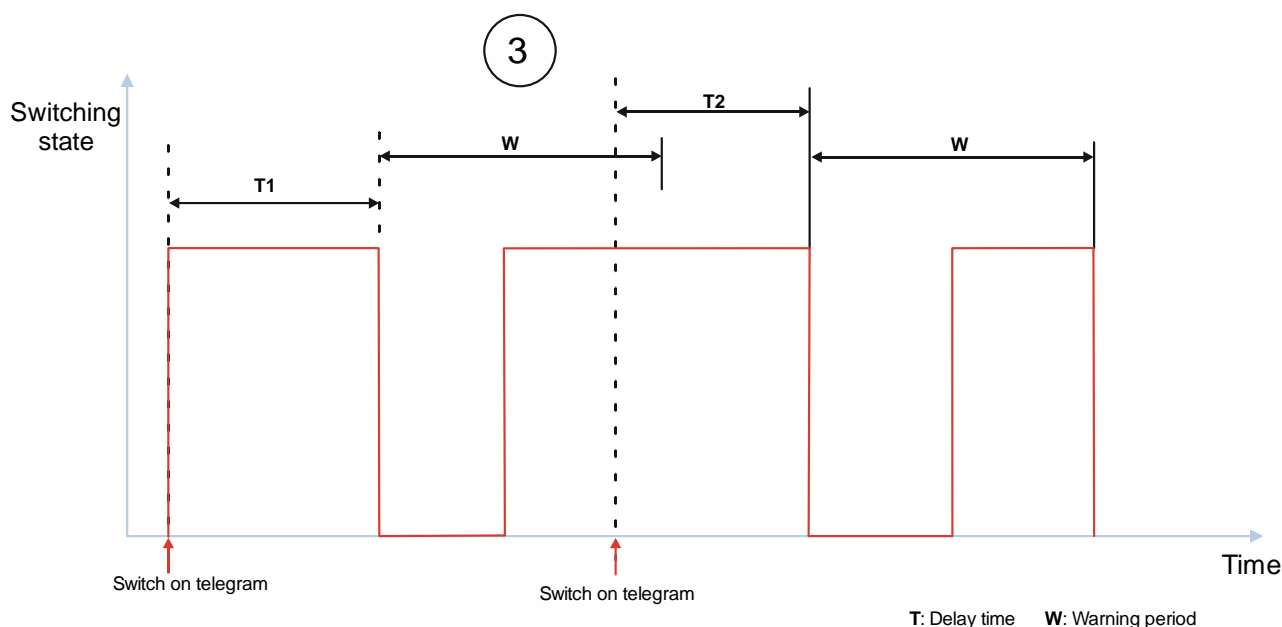 3
Switching
state
T2
W
W
T1
Time
Switch on telegram
Switch on telegram
T: Delay time W: Warning period